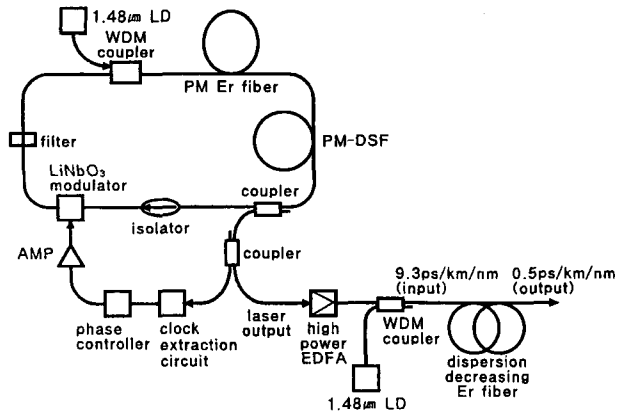 1.48μm LD
WDM
coupler
PM Er fiber
filter
PM-DSF
LiNbO₃
modulator
coupler
isolator
AMP
coupler
9.3ps/km/nm
(input)
0.5ps/km/nm
(output)
phase
controller
clock
extraction
circuit
laser
output
high
power
EDFA
WDM
coupler
dispersion
decreasing
Er fiber
1.48μm LD